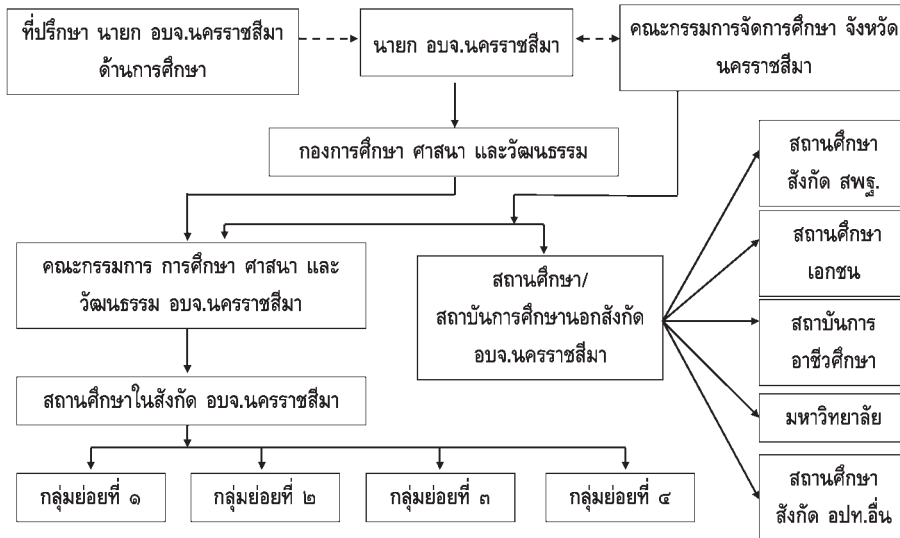 ที่ปรึกษา นายก อบจ.นครราชสีมา
ด้านการศึกษา
นายก อบจ.นครราชสีมา
คณะกรรมการจัดการศึกษา จังหวัด
นครราชสีมา
กองการศึกษา ศาสนา และวัฒนธรรม
คณะกรรมการ การศึกษา ศาสนา และ
วัฒนธรรม อบจ.นครราชสีมา
สถานศึกษา/
สถาบันการศึกษานอกสังกัด
อบจ.นครราชสีมา
สถานศึกษา
สังกัด สพฐ.
สถานศึกษา
เอกชน
สถาบันการ
อาชีวศึกษา
มหาวิทยาลัย
สถานศึกษา
สังกัด อปท.อื่น
สถานศึกษาในสังกัด อบจ.นครราชสีมา
กลุ่มย่อยที่ ๑
กลุ่มย่อยที่ ๒
กลุ่มย่อยที่ ๓
กลุ่มย่อยที่ ๔